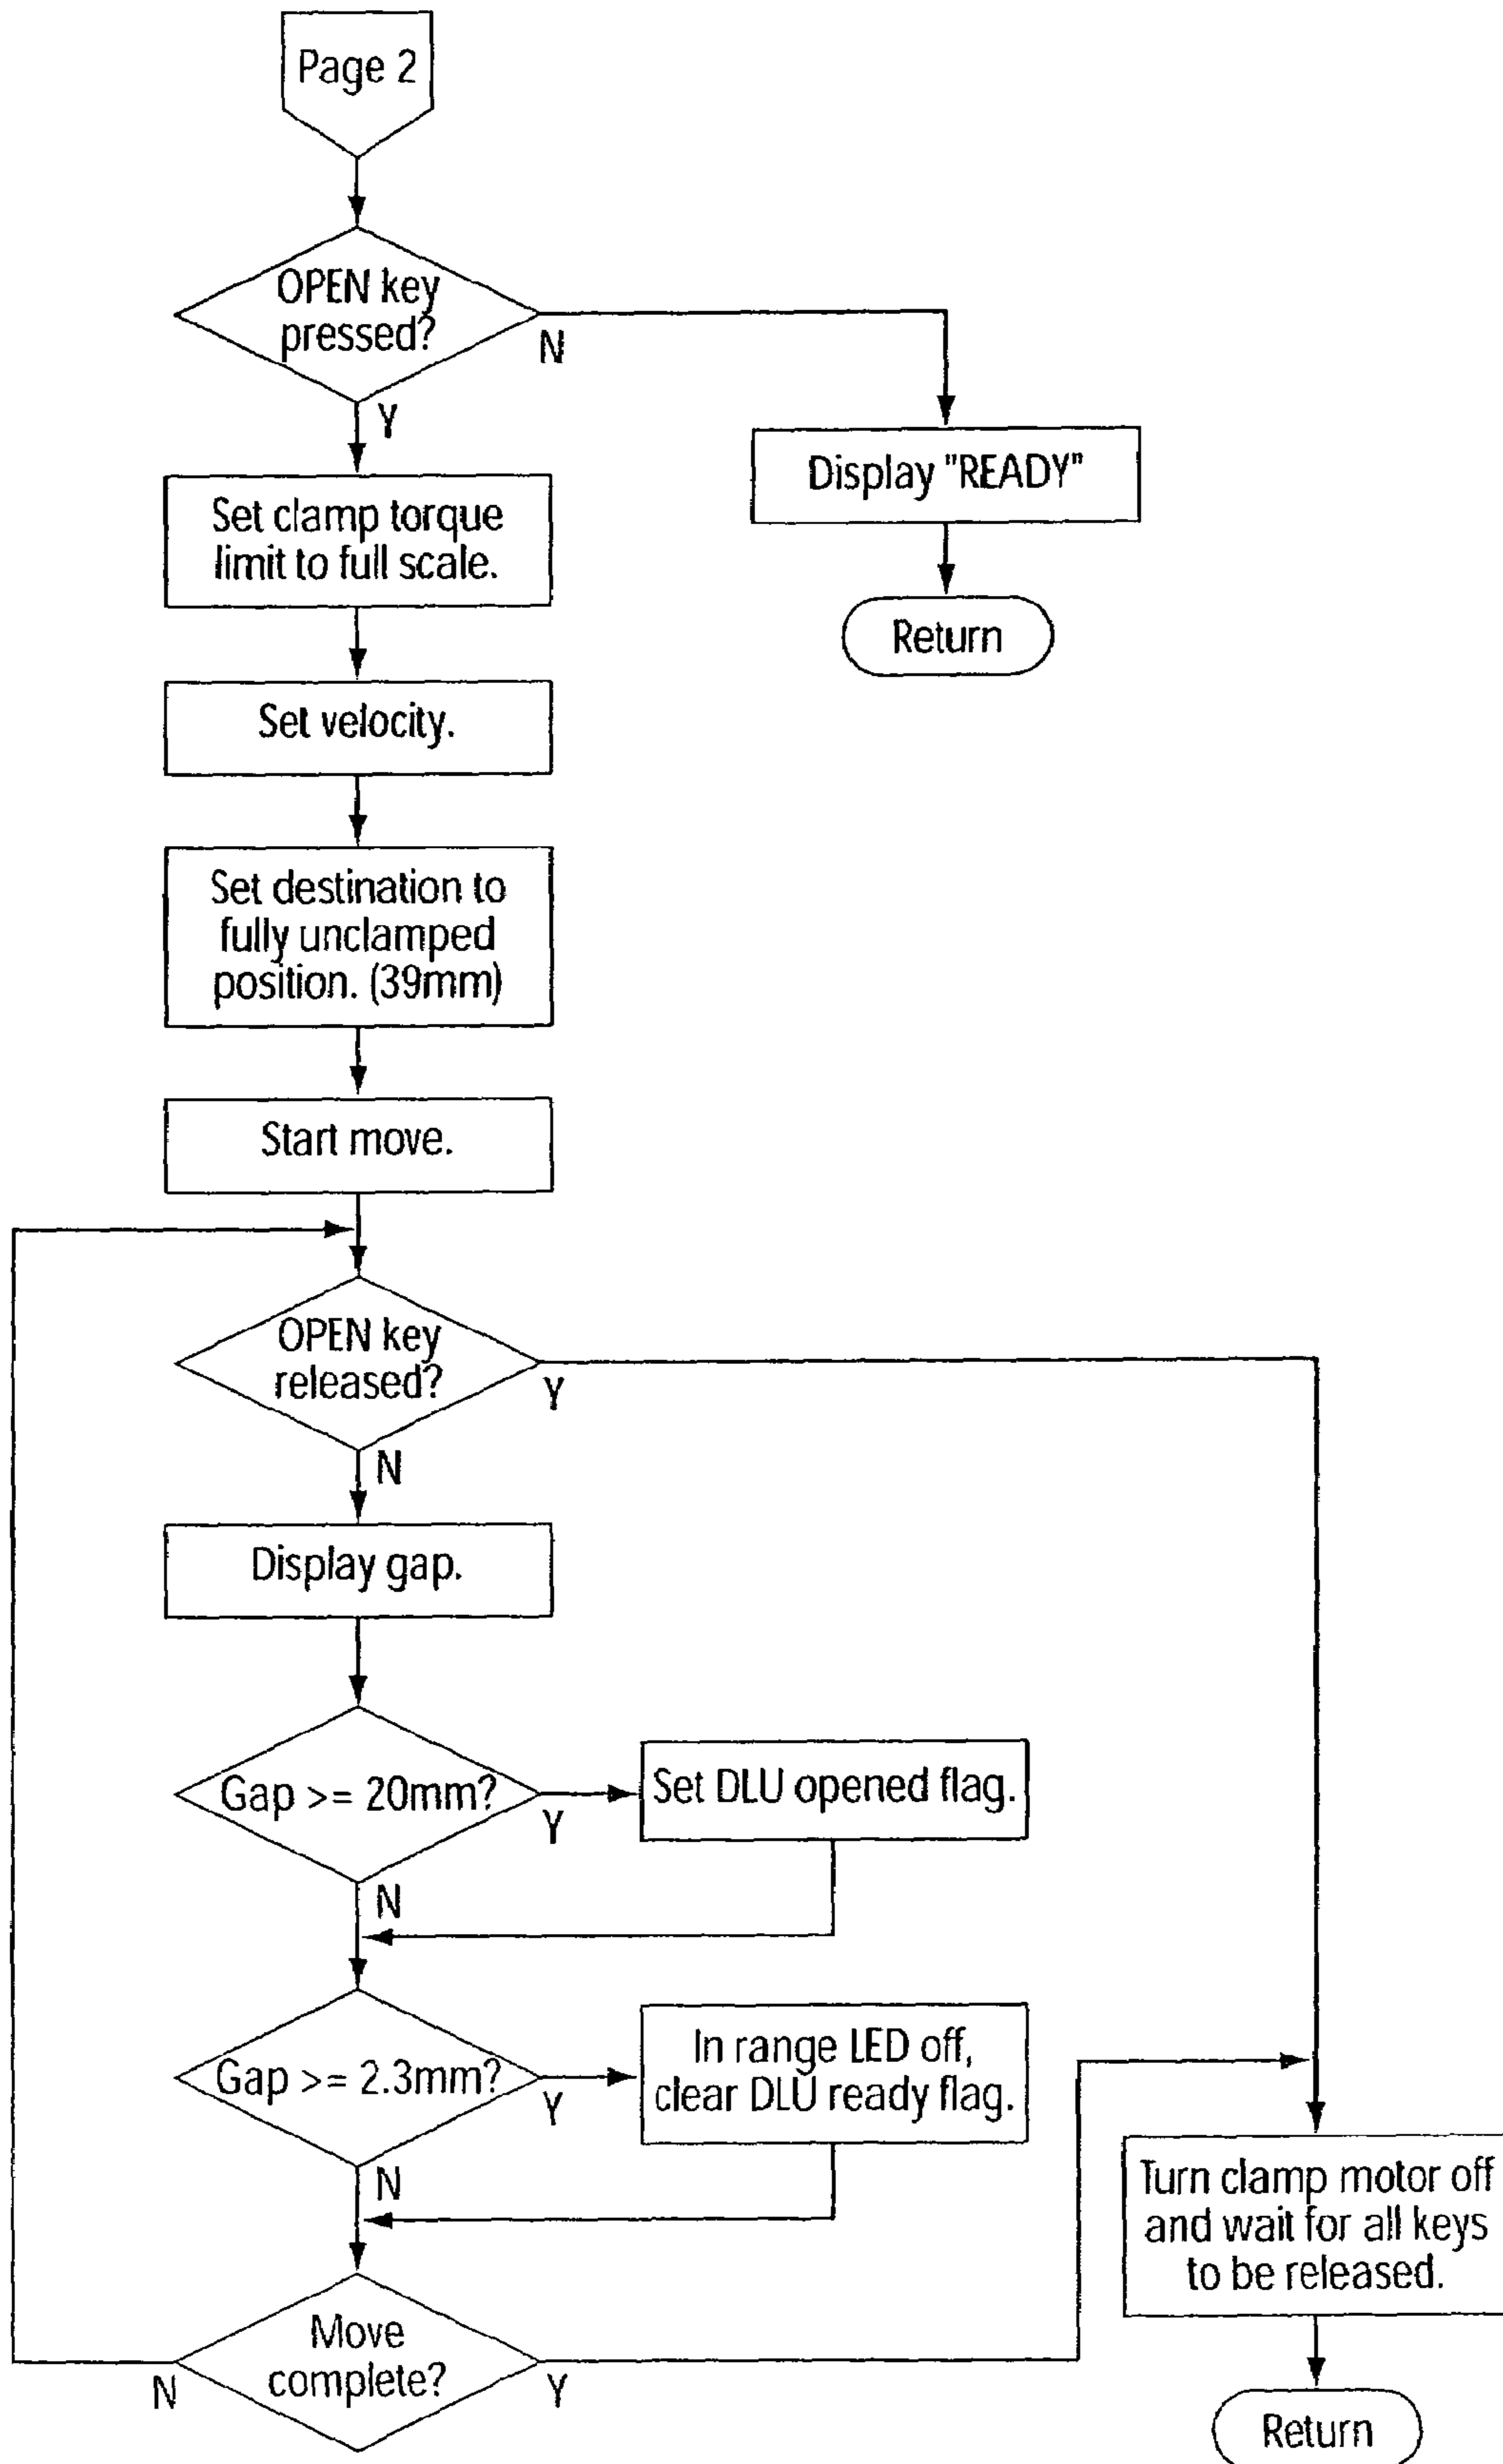 Page 2
OPEN key
pressed?
N
Y
Display "READY"
Set clamp torque
limit to full scale.
Return
Set velocity.
Set destination to
fully unclamped
position. (39mm)
Start move.
OPEN key
released?
Y
N
Display gap.
Gap >= 20mm?
Y
Set DLU opened flag.
N
Gap >= 2.3mm?
Y
In range LED off,
clear DLU ready flag.
N
Turn clamp motor off
and wait for all keys
to be released.
Move
complete?
N
Y
Return